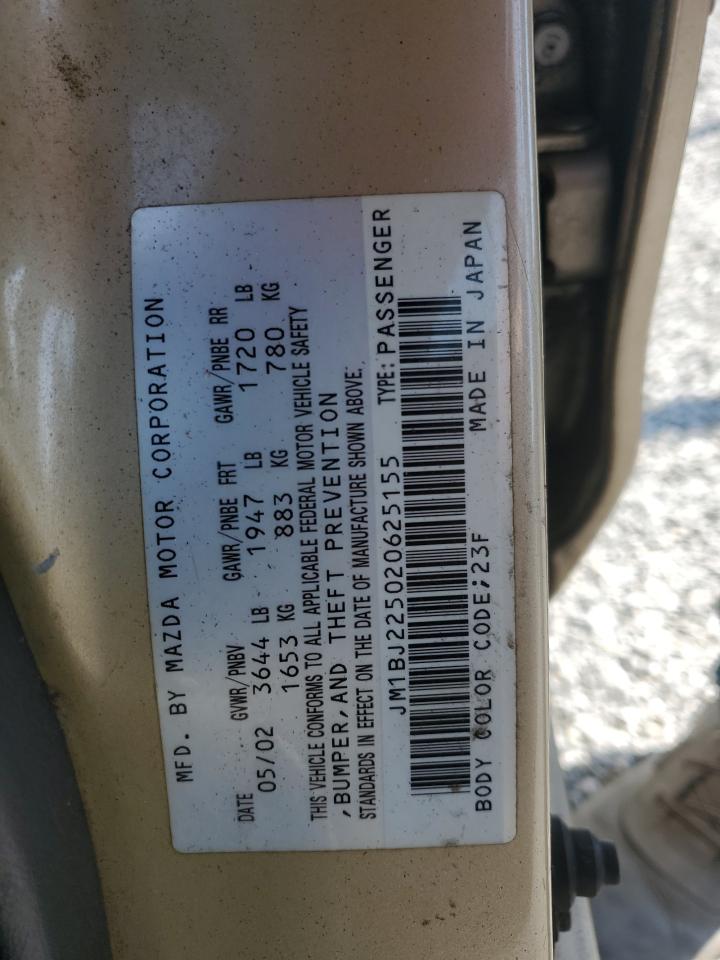 MFD. BY MAZDA MOTOR CORPORATION
DATE GVWR/PNBV GAWR/PNBE FRT GAWR/PNBE RR
05/02 3644 LB 1947 LB 1720 LB
1653 KG 883 KG 780 KG
THIS VEHICLE CONFORMS TO ALL APPLICABLE FEDERAL MOTOR VEHICLE SAFETY
,BUMPER,AND THEFT PREVENTION
STANDARDS IN EFFECT ON THE DATE OF MANUFACTURE SHOWN ABOVE.
JM1BJ225020625155 TYPE: PASSENGER
BODY COLOR CODE;23F MADE IN JAPAN